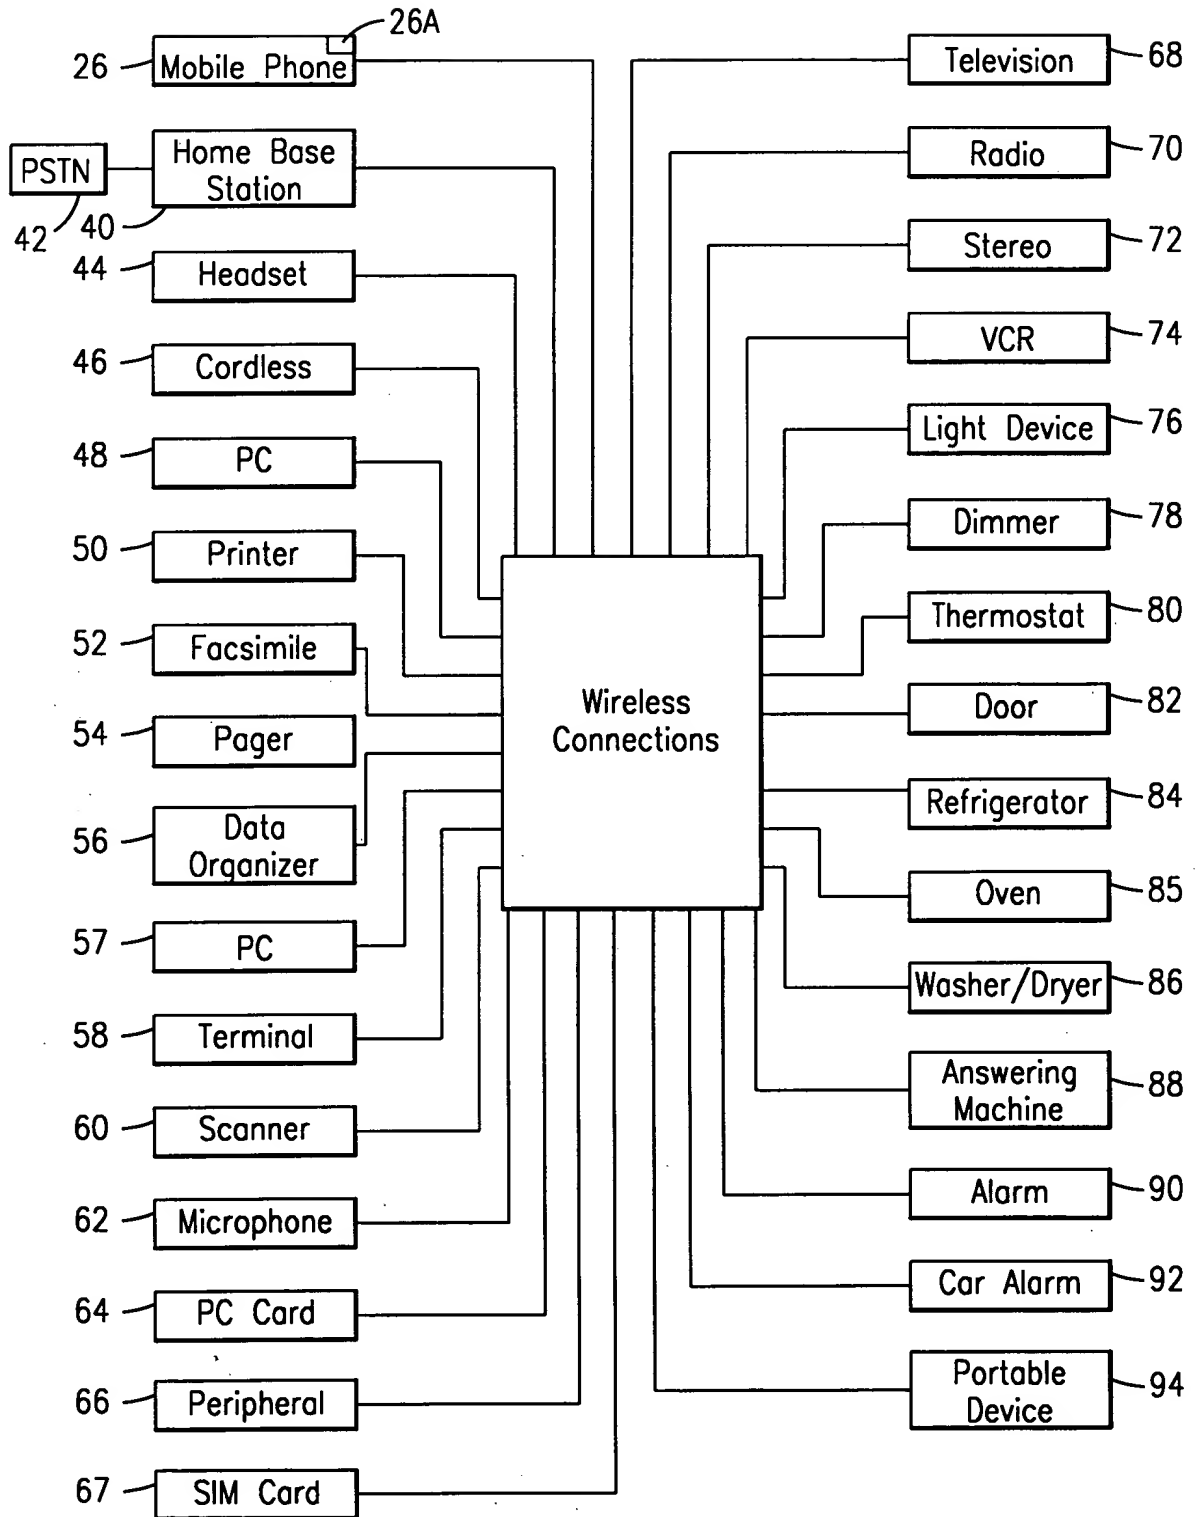 26A
26
Mobile Phone
PSTN
42
Home Base
Station
40
44
Headset
46
Cordless
48
PC
50
Printer
52
Facsimile
54
Pager
56
Data
Organizer
57
PC
58
Terminal
60
Scanner
62
Microphone
64
PC Card
66
Peripheral
67
SIM Card
Wireless
Connections
Television
68
Radio
70
Stereo
72
VCR
74
Light Device
76
Dimmer
78
Thermostat
80
Door
82
Refrigerator
84
Oven
85
Washer/Dryer
86
Answering
Machine
88
Alarm
90
Car Alarm
92
Portable
Device
94